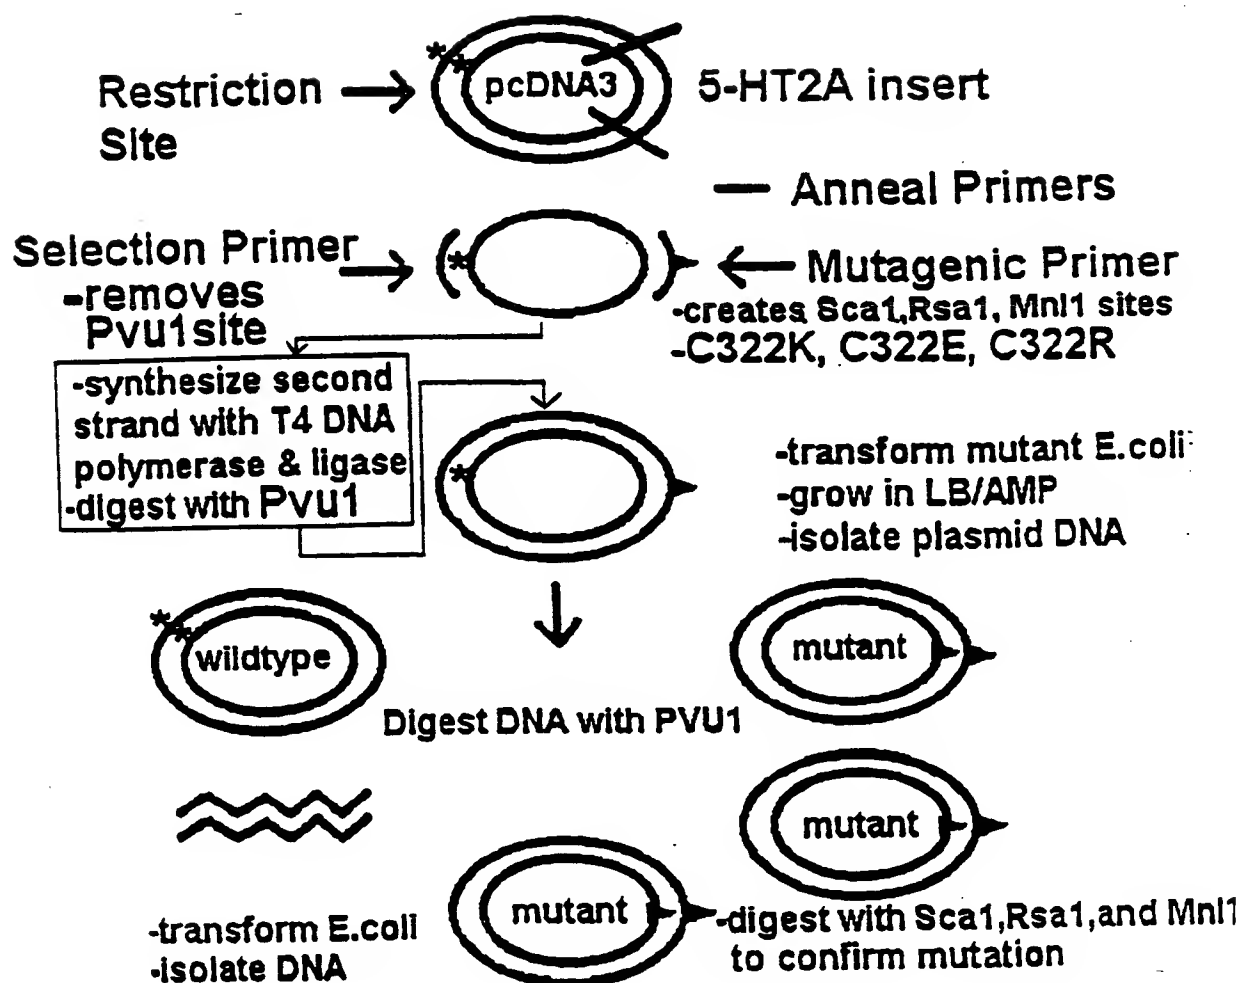 pcDNA3
Restriction
Site
5-HT2A insert
Anneal Primers
Selection Primer
-removes
Pvu1site
Mutagenic Primer
-creates Sca1,Rsa1, Mnl1 sites
-C322K, C322E, C322R
-synthesize second
strand with T4 DNA
polymerase & ligase
-digest with Pvu1
-transform mutant E.coli
-grow in LB/AMP
-isolate plasmid DNA
wildtype
mutant
Digest DNA with PVU1
mutant
mutant
-transform E.coli
-isolate DNA
-digest with Sca1,Rsa1,and Mnl1
to confirm mutation